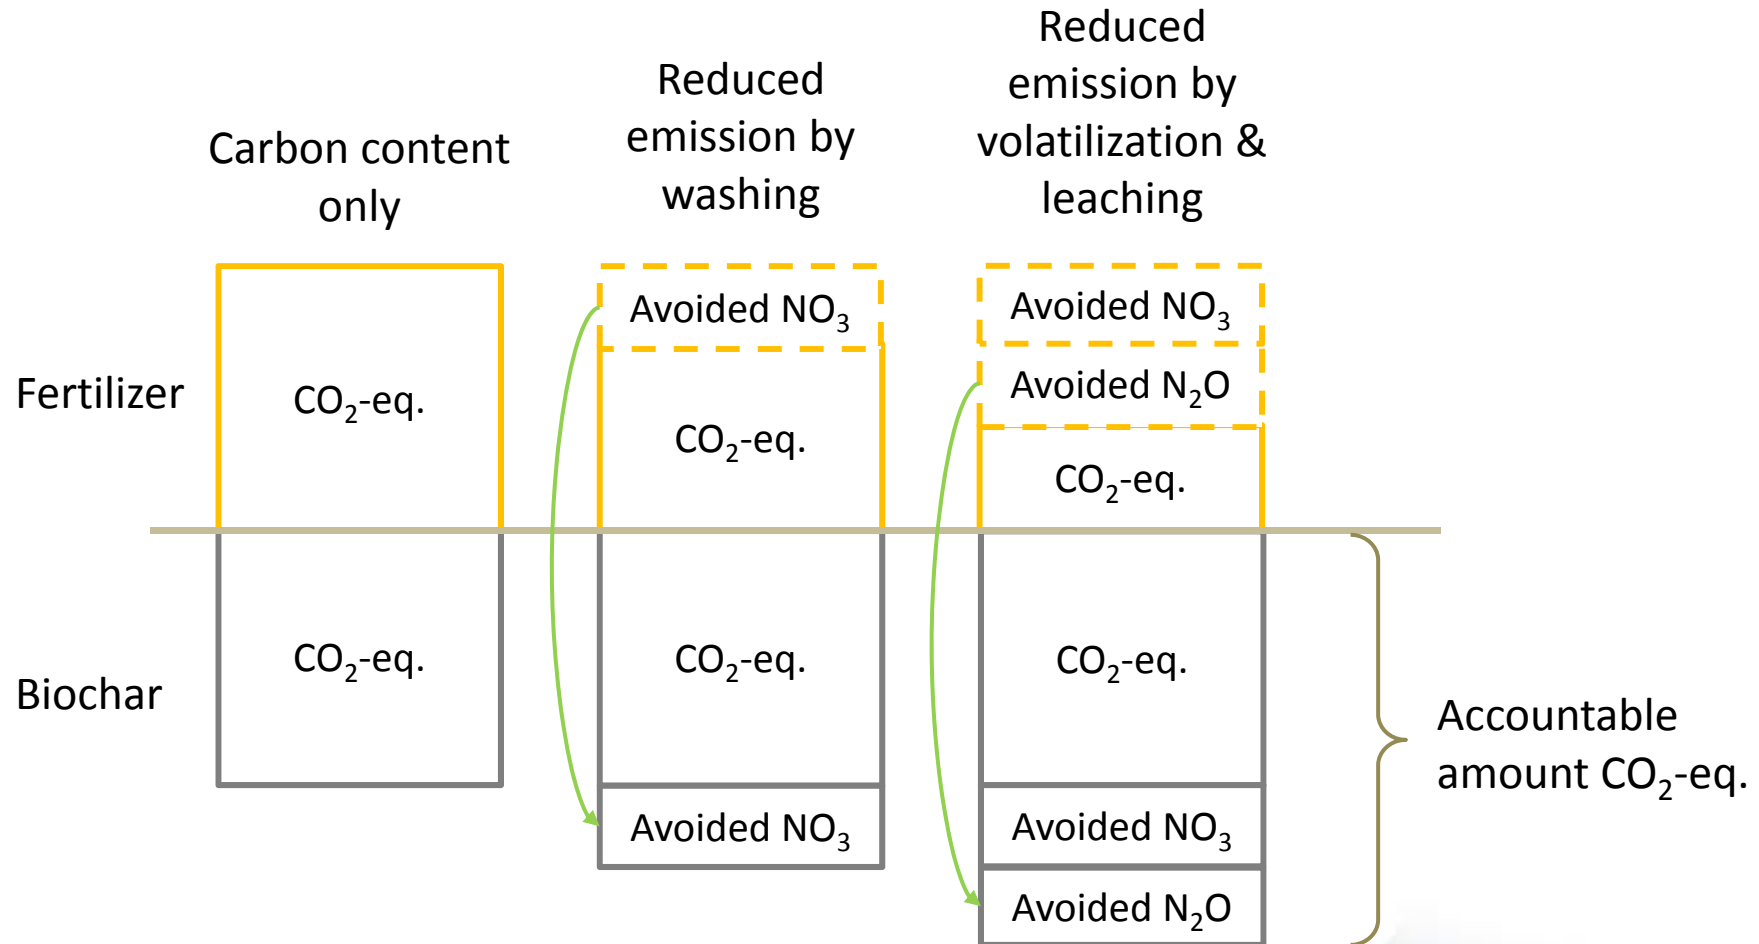 Carbon content
only
Reduced
emission by
washing
Reduced
emission by
volatilization &
leaching
Fertilizer
CO₂-eq.
Avoided NO₃
CO₂-eq.
Avoided NO₃
Avoided N₂O
CO₂-eq.
Biochar
CO₂-eq.
CO₂-eq.
Avoided NO₃
CO₂-eq.
Avoided NO₃
Avoided N₂O
Accountable
amount CO₂-eq.